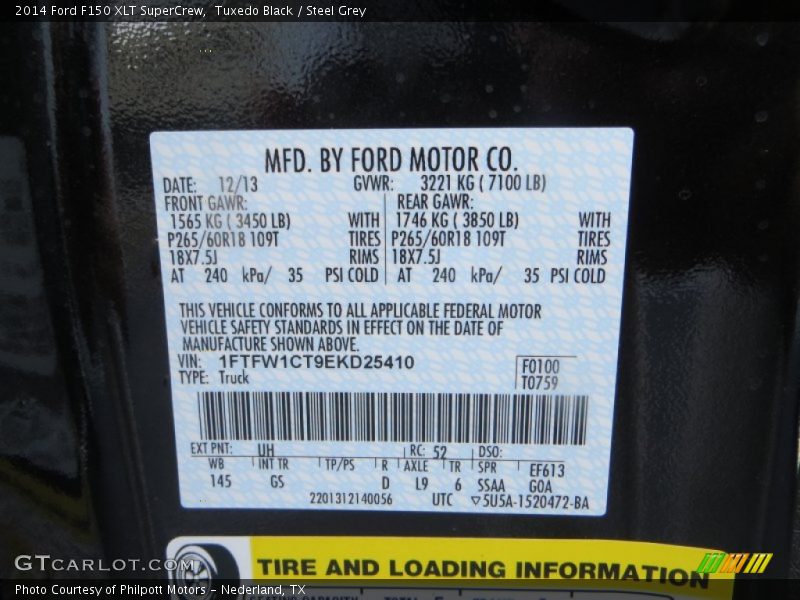 2014 Ford F150 XLT SuperCrew, Tuxedo Black / Steel Grey
MFD. BY FORD MOTOR CO.
DATE: 12/13 GVWR: 3221 KG ( 7100 LB)
FRONT GAWR: REAR GAWR:
1565 KG ( 3450 LB) WITH 1746 KG ( 3850 LB) WITH
P265/60R18 109T TIRES P265/60R18 109T TIRES
18X7.5J RIMS 18X7.5J RIMS
AT 240 kPa/ 35 PSI COLD AT 240 kPa/ 35 PSI COLD
THIS VEHICLE CONFORMS TO ALL APPLICABLE FEDERAL MOTOR
VEHICLE SAFETY STANDARDS IN EFFECT ON THE DATE OF
MANUFACTURE SHOWN ABOVE.
VIN: 1FTFW1CT9EKD25410 F0100
TYPE: Truck T0759
EXT PNT: UH RC: 52 DSO:
WB INT TR TP/PS R AXLE TR SPR EF613
145 GS D L9 6 SSAA GOA
2201312140056 UTC ▽5U5A-1520472-BA
TIRE AND LOADING INFORMATION
GTCARLOT.COM
Photo Courtesy of Philpott Motors - Nederland, TX